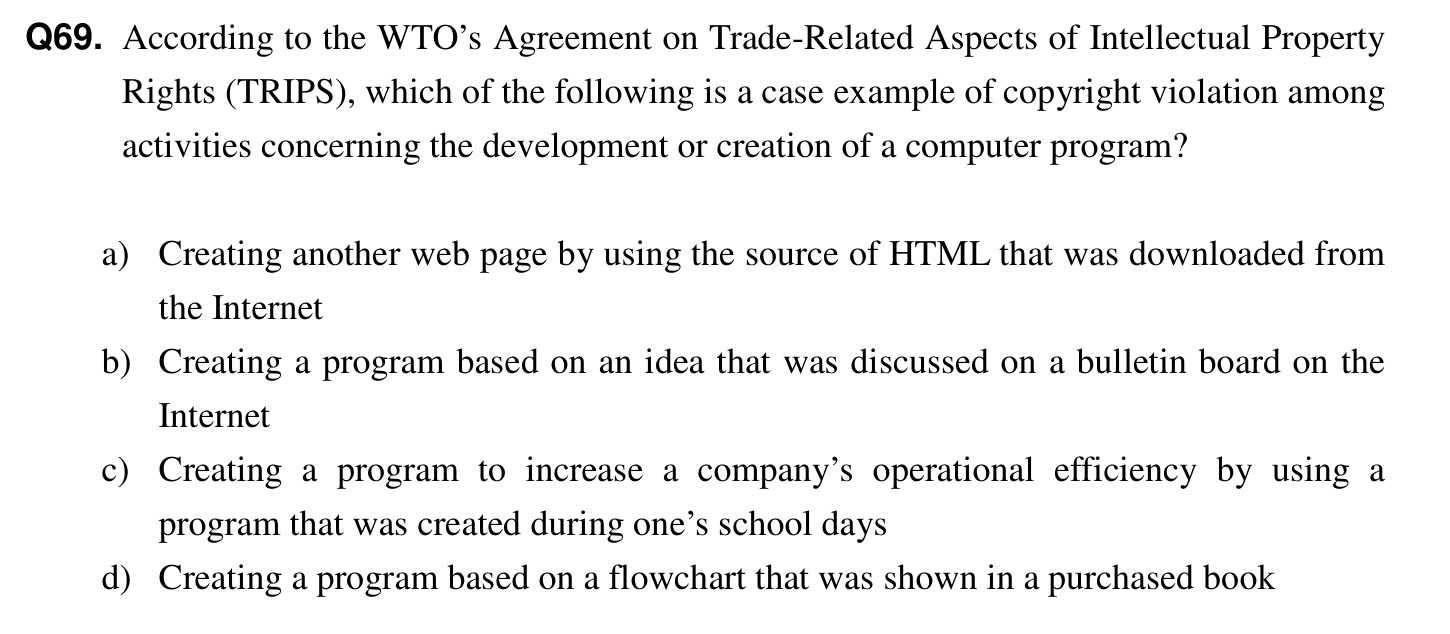 Q69. According to the WTO’s Agreement on Trade-Related Aspects of Intellectual Property
Rights (TRIPS), which of the following is a case example of copyright violation among
activities concerning the development or creation of a computer program?
a) Creating another web page by using the source of HTML that was downloaded from
the Internet
b) Creating a program based on an idea that was discussed on a bulletin board on the
Internet
c) Creating a program to increase a company’s operational efficiency by using a
program that was created during one’s school days
d) Creating a program based on a flowchart that was shown in a purchased book